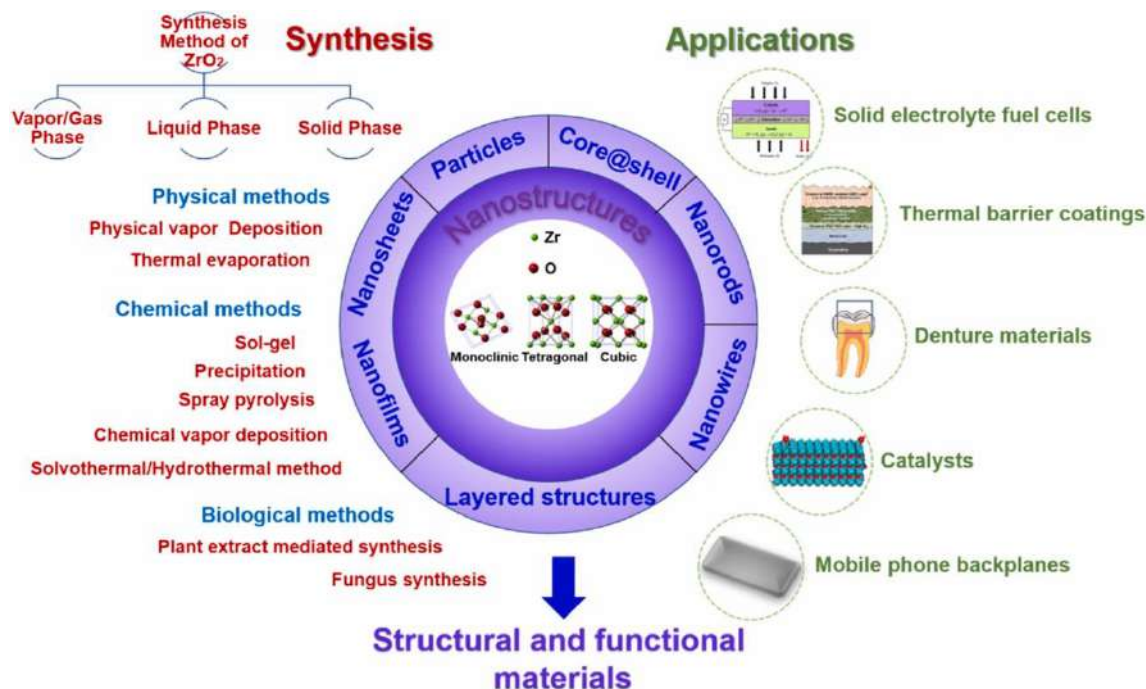 Synthesis
Method of
ZrO₂
Vapor/Gas
Phase
Liquid Phase
Solid Phase
Synthesis
Physical methods
Physical vapor Deposition
Thermal evaporation
Chemical methods
Sol-gel
Precipitation
Spray pyrolysis
Chemical vapor deposition
Solvothermal/Hydrothermal method
Biological methods
Plant extract mediated synthesis
Fungus synthesis
Nanofilms
Nanosheets
Particles
Core@shell
Nanorods
Nanowires
Layered structures
Nanostructures
Zr
O
Monoclinic
Tetragonal
Cubic
Structural and functional
materials
Applications
Solid electrolyte fuel cells
Thermal barrier coatings
Denture materials
Catalysts
Mobile phone backplanes